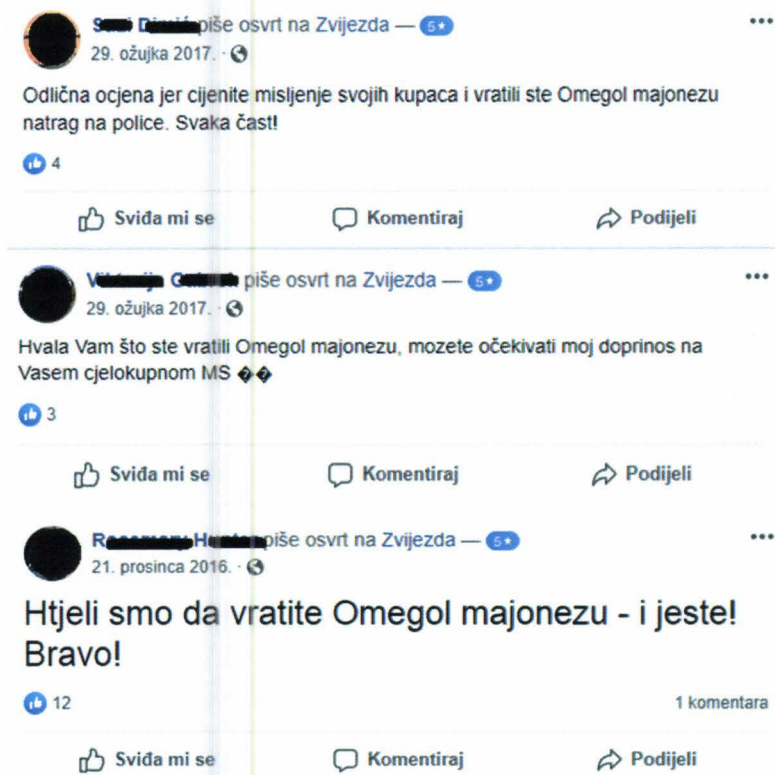 piše osvrt na Zvijezda — 5★
29. ožujka 2017. ·
Odlična ocjena jer cijenite misljenje svojih kupaca i vratili ste Omegol majonezu
natrag na police. Svaka čast!
4
Sviđa mi se Komentiraj Podijeli
piše osvrt na Zvijezda — 5★
29. ožujka 2017. ·
Hvala Vam što ste vratili Omegol majonezu, mozete očekivati moj doprinos na
Vasem cjelokupnom MS ��
3
Sviđa mi se Komentiraj Podijeli
piše osvrt na Zvijezda — 5★
21. prosinca 2016. ·
Htjeli smo da vratite Omegol majonezu - i jeste!
Bravo!
12 1 komentara
Sviđa mi se Komentiraj Podijeli